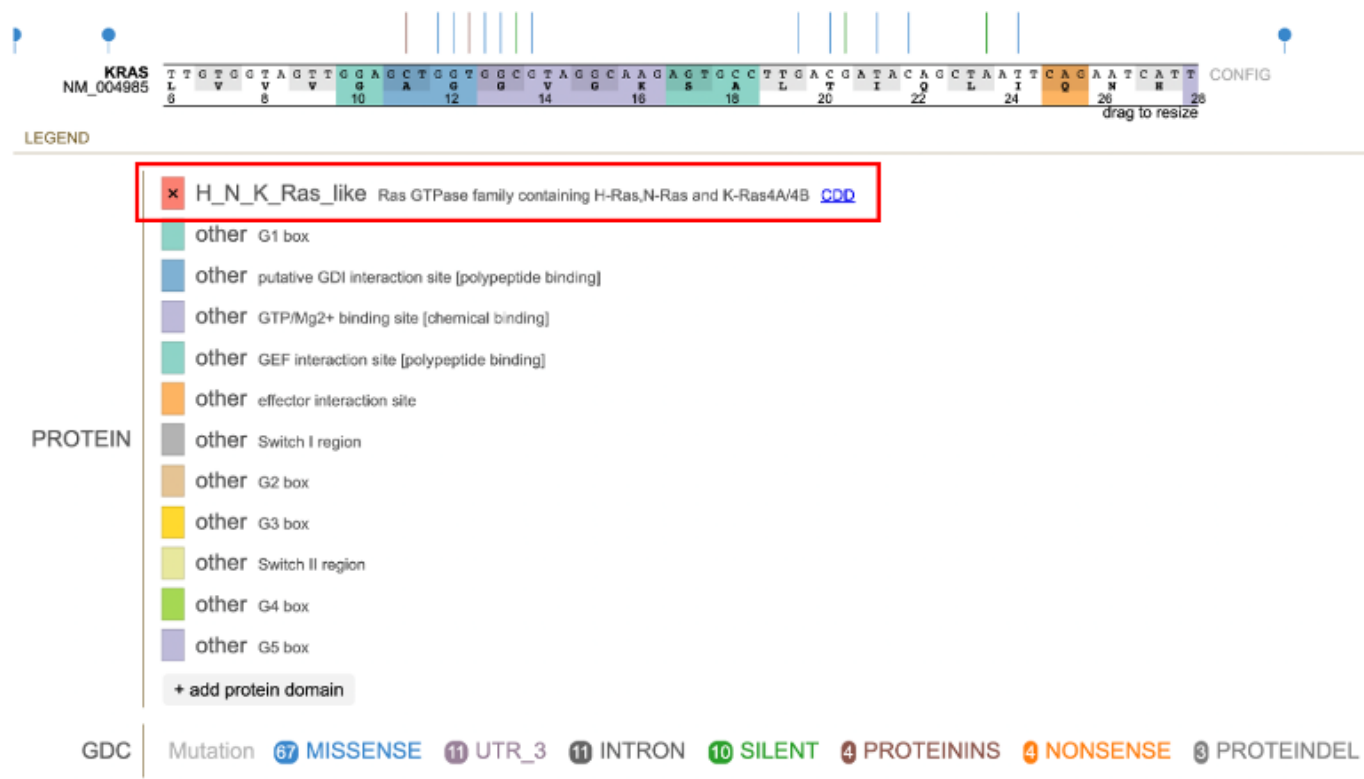 KRAS
NM_004985
T T G T G G T A G T T G G A G C T G G T G G C G T A G G C A A G A G T G C C T T G A C G A T A C A G C T A A T T C A G A A T C A T T
L V V V G A G G V G K S A L T I Q L I Q N H
6 8 10 12 14 16 18 20 22 24 26 28
CONFIG
drag to resize
LEGEND
PROTEIN
× H_N_K_Ras_like Ras GTPase family containing H-Ras,N-Ras and K-Ras4A/4B CDD
other G1 box
other putative GDI interaction site [polypeptide binding]
other GTP/Mg2+ binding site [chemical binding]
other GEF interaction site [polypeptide binding]
other effector interaction site
other Switch I region
other G2 box
other G3 box
other Switch II region
other G4 box
other G5 box
+ add protein domain
GDC Mutation 67 MISSENSE 11 UTR_3 11 INTRON 10 SILENT 4 PROTEININS 4 NONSENSE 3 PROTEINDEL